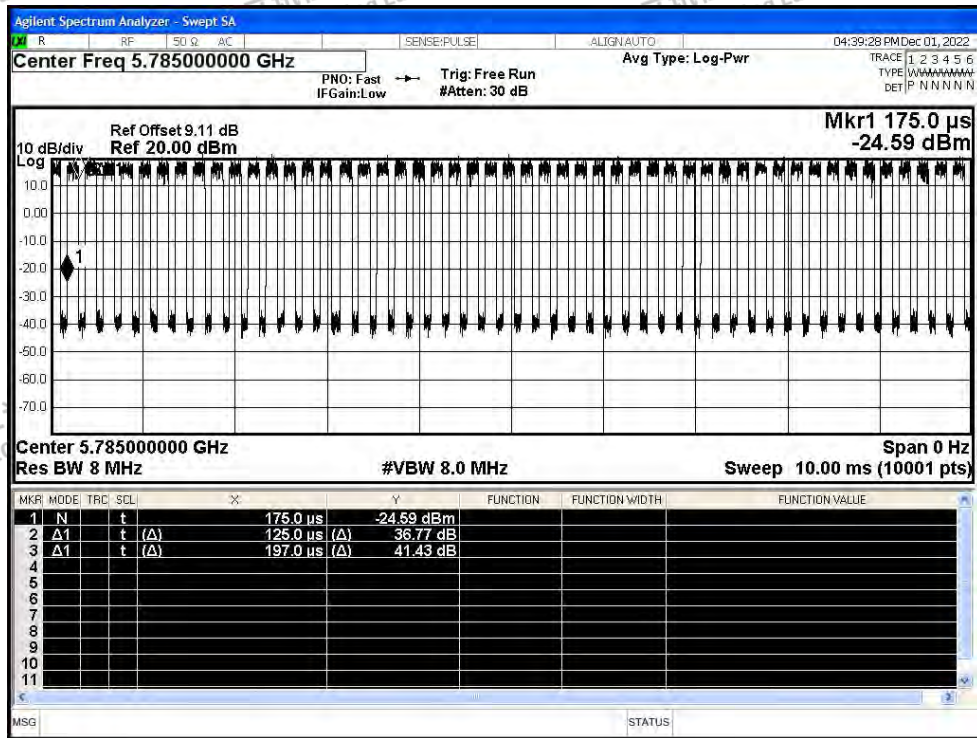 Agilent Spectrum Analyzer - Swept SA
LXI R RF 50 Ω AC SENSE:PULSE ALIGNAUTO 04:39:28 PM Dec 01, 2022
Center Freq 5.785000000 GHz
PNO: Fast
IFGain:Low
Trig: Free Run
#Atten: 30 dB
Avg Type: Log-Pwr
TRACE 1 2 3 4 5 6
TYPE
DET P N N N N N
Mkr1 175.0 µs
-24.59 dBm
Ref Offset 9.11 dB
10 dB/div Ref 20.00 dBm
Log
10.0
0.00
-10.0
-20.0
-30.0
-40.0
-50.0
-60.0
-70.0
1
Center 5.785000000 GHz Span 0 Hz
Res BW 8 MHz #VBW 8.0 MHz Sweep 10.00 ms (10001 pts)
MKR MODE TRC SCL X Y FUNCTION FUNCTION WIDTH FUNCTION VALUE
1 N t 175.0 µs -24.59 dBm
2 Δ1 t (Δ) 125.0 µs (Δ) 36.77 dB
3 Δ1 t (Δ) 197.0 µs (Δ) 41.43 dB
4
5
6
7
8
9
10
11
MSG STATUS